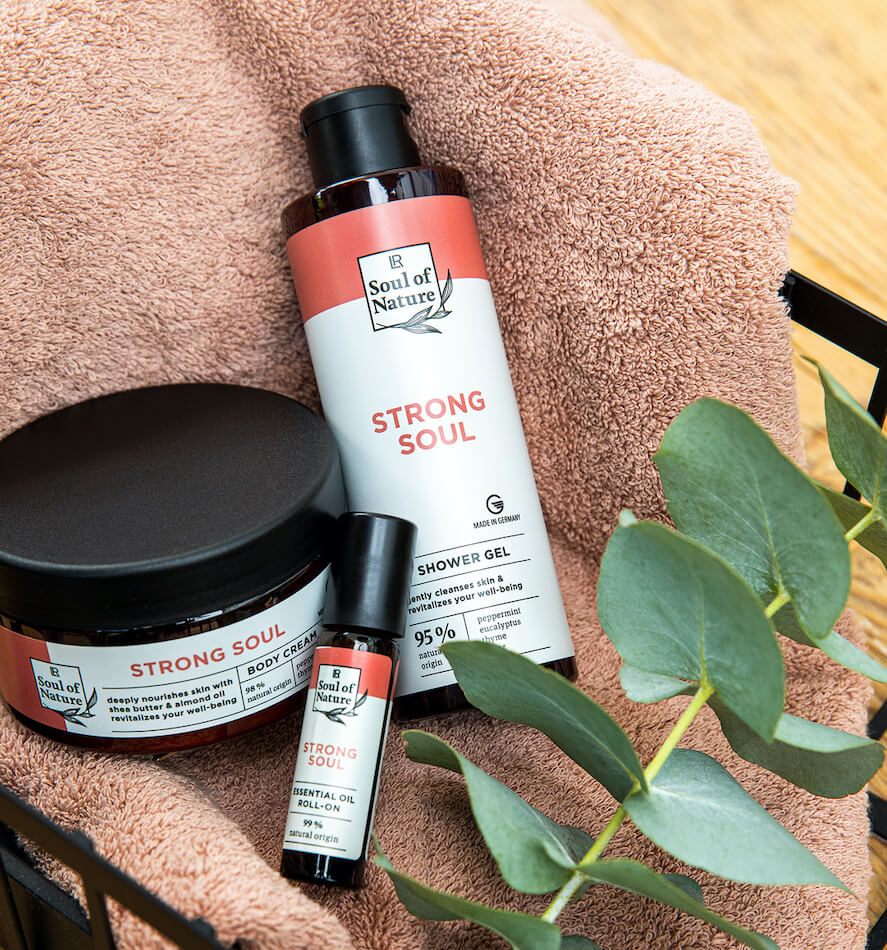 LR
Soul of
Nature
STRONG
SOUL
MADE IN GERMANY
SHOWER GEL
gently cleanses skin &
revitalizes your well-being
95 %
natural
origin
peppermint
eucalyptus
thyme
LR
Soul of
Nature
STRONG SOUL
BODY CREAM
deeply nourishes skin with
shea butter & almond oil
revitalizes your well-being
98 %
natural origin
LR
Soul of
Nature
STRONG
SOUL
ESSENTIAL OIL
ROLL-ON
99 %
natural origin